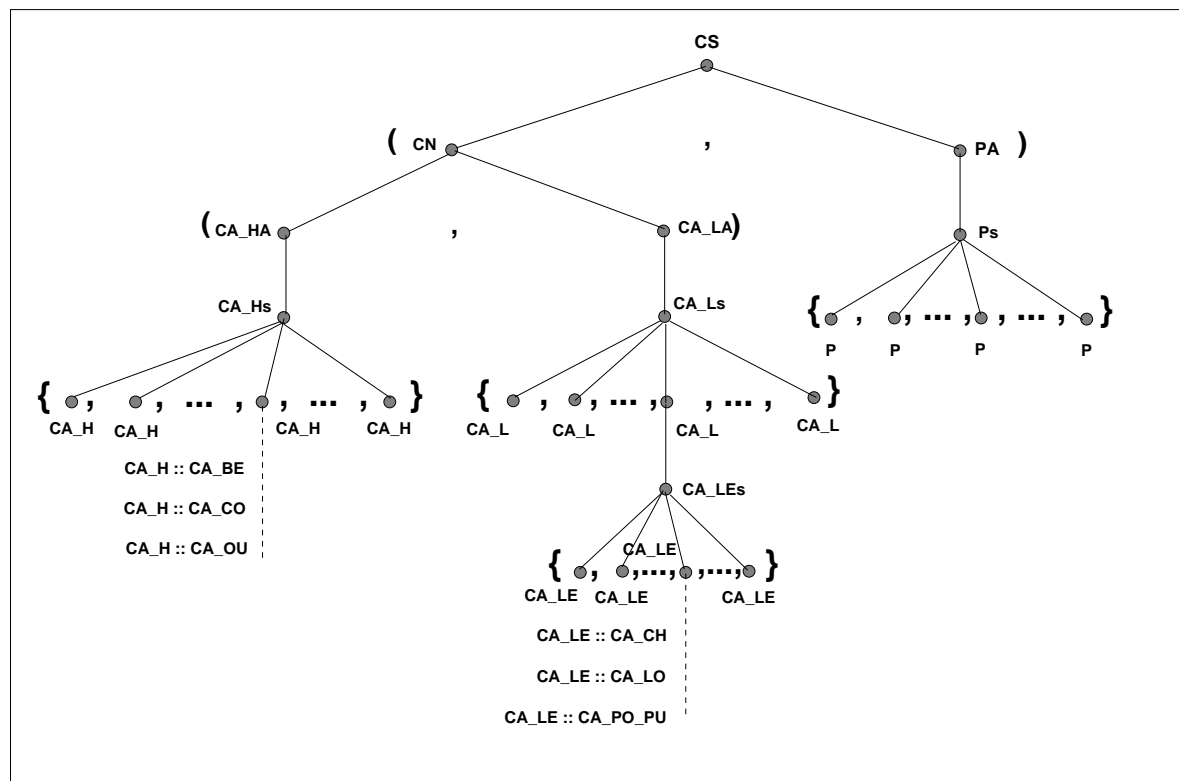 CS
( CN , PA )
( CA_HA , CA_LA ) Ps
CA_Hs CA_Ls { , , ... , , ... , }
P P P P
{ , , ... , , ... , } { , , ... , , ... , }
CA_H CA_H CA_H CA_H CA_L CA_L CA_L CA_L
CA_H :: CA_BE
CA_LEs
CA_H :: CA_CO
CA_H :: CA_OU CA_LE
{ , ,..., ,..., }
CA_LE CA_LE CA_LE
CA_LE :: CA_CH
CA_LE :: CA_LO
CA_LE :: CA_PO_PU